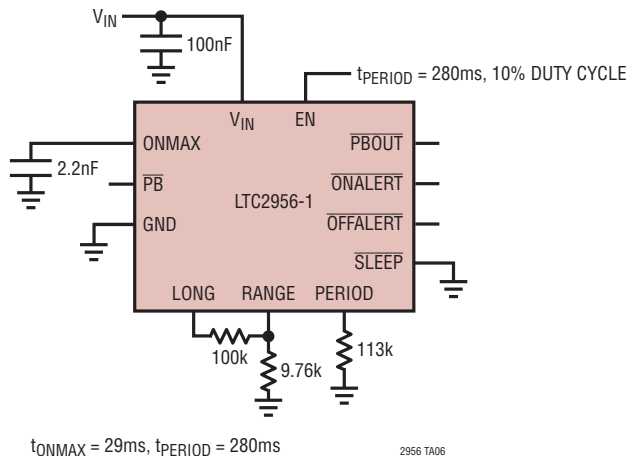 VIN
100nF
tPERIOD = 280ms, 10% DUTY CYCLE
VIN EN
ONMAX PBOUT
2.2nF
PB ONALERT
LTC2956-1
GND OFFALERT
SLEEP
LONG RANGE PERIOD
100k
9.76k
113k
tONMAX = 29ms, tPERIOD = 280ms
2956 TA06